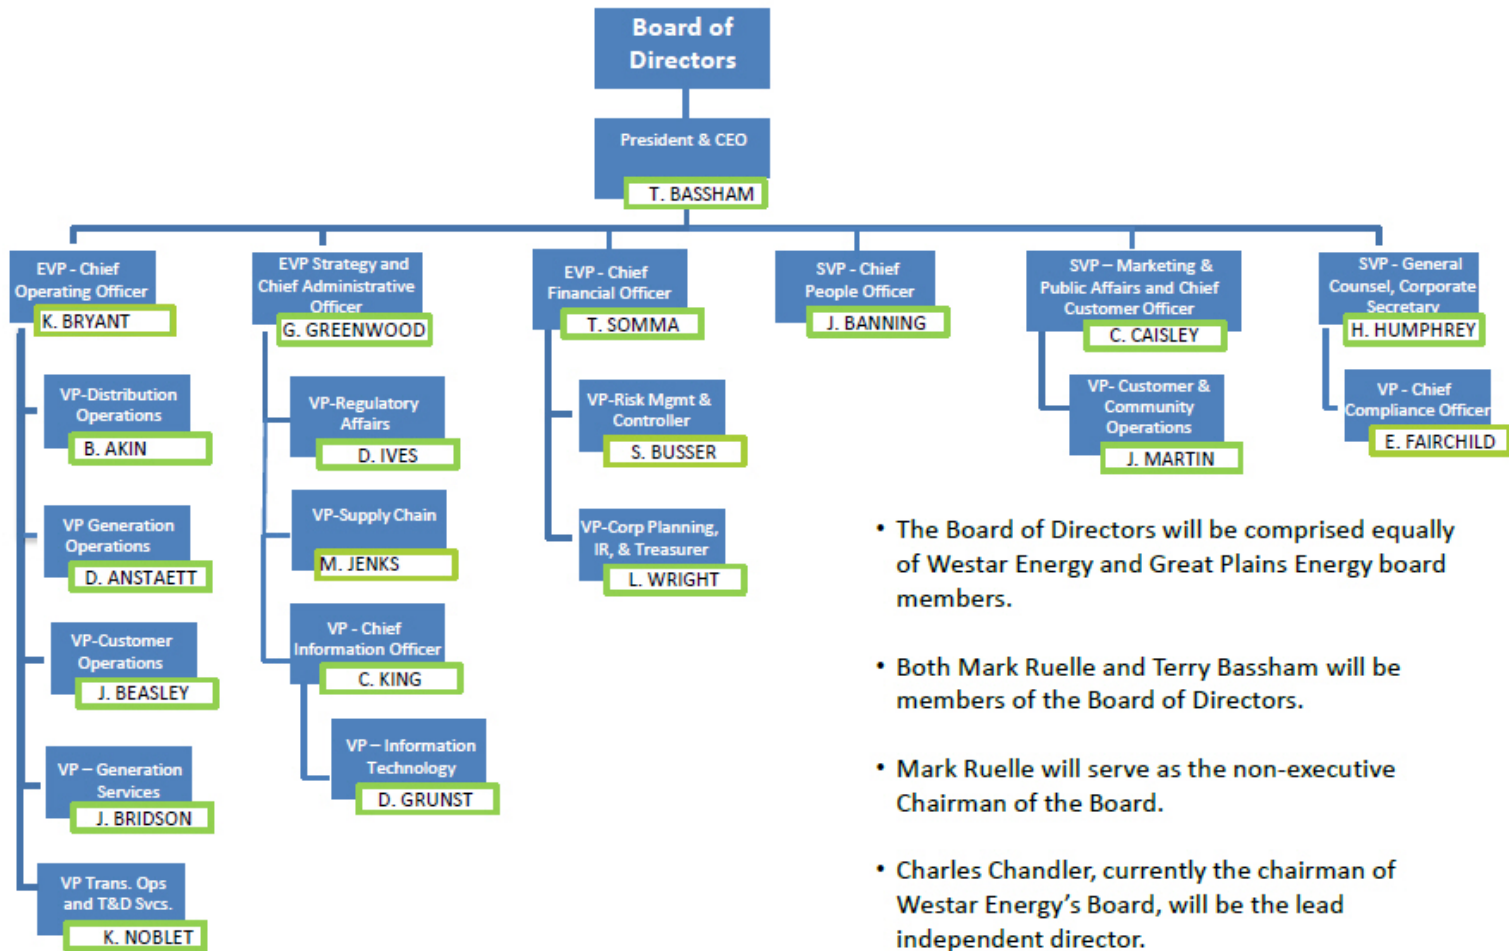 Board of
Directors
President & CEO
T. BASSHAM
EVP - Chief
Operating Officer
K. BRYANT
VP-Distribution
Operations
B. AKIN
VP Generation
Operations
D. ANSTAETT
VP-Customer
Operations
J. BEASLEY
VP – Generation
Services
J. BRIDSON
VP Trans. Ops
and T&D Svcs.
K. NOBLET
EVP Strategy and
Chief Administrative
Officer
G. GREENWOOD
VP-Regulatory
Affairs
D. IVES
VP-Supply Chain
M. JENKS
VP - Chief
Information Officer
C. KING
VP – Information
Technology
D. GRUNST
EVP - Chief
Financial Officer
T. SOMMA
VP-Risk Mgmt &
Controller
S. BUSSER
VP-Corp Planning,
IR, & Treasurer
L. WRIGHT
SVP - Chief
People Officer
J. BANNING
SVP – Marketing &
Public Affairs and Chief
Customer Officer
C. CAISLEY
VP- Customer &
Community
Operations
J. MARTIN
SVP - General
Counsel, Corporate
Secretary
H. HUMPHREY
VP - Chief
Compliance Officer
E. FAIRCHILD
• The Board of Directors will be comprised equally
of Westar Energy and Great Plains Energy board
members.
• Both Mark Ruelle and Terry Bassham will be
members of the Board of Directors.
• Mark Ruelle will serve as the non-executive
Chairman of the Board.
• Charles Chandler, currently the chairman of
Westar Energy’s Board, will be the lead
independent director.